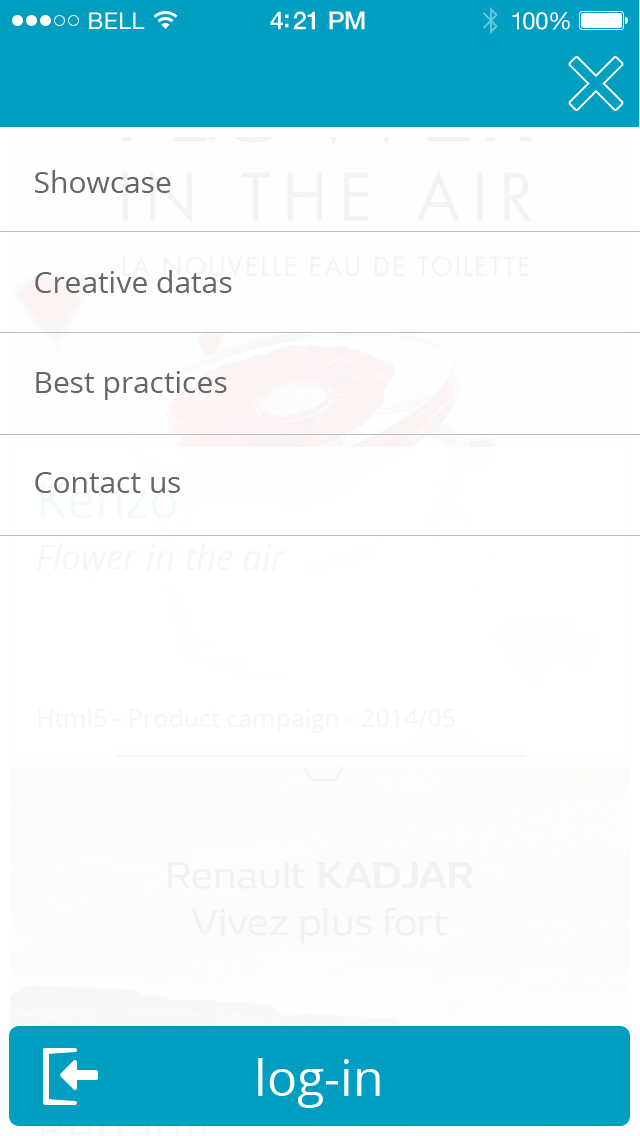 BELL 4:21 PM 100%
IN THE AIR
Showcase
LA NOUVELLE EAU DE TOILETTE
Creative datas
Best practices
Contact us
Kenzo
Flower in the air
Html5 - Product campaign - 2014/05
Renault KADJAR
Vivez plus fort
log-in